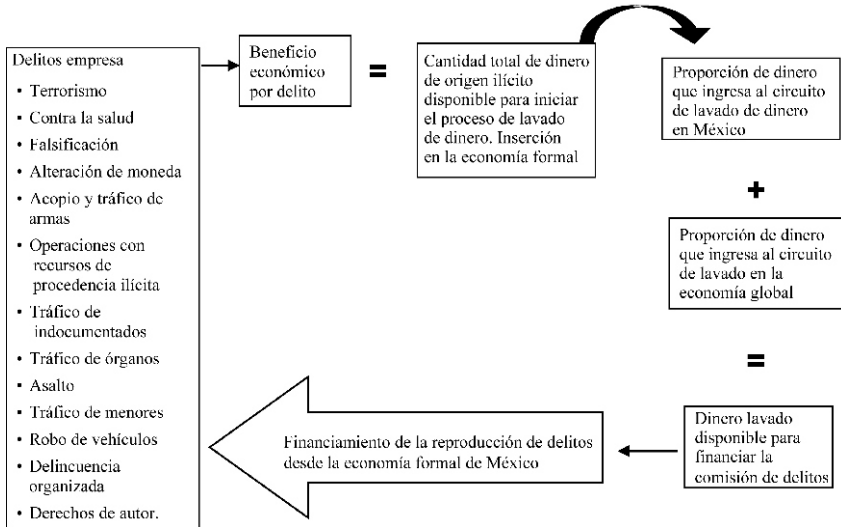 Delitos empresa
• Terrorismo
• Contra la salud
• Falsificación
• Alteración de moneda
• Acopio y tráfico de
armas
• Operaciones con
recursos de
procedencia ilícita
• Tráfico de
indocumentados
• Tráfico de órganos
• Asalto
• Tráfico de menores
• Robo de vehículos
• Delincuencia
organizada
• Derechos de autor.
Beneficio
económico
por delito
=
Cantidad total de dinero
de origen ilícito
disponible para iniciar
el proceso de lavado
de dinero. Inserción
en la economía formal
Proporción de dinero
que ingresa al circuito
de lavado de dinero
en México
+
Proporción de dinero
que ingresa al circuito
de lavado en la
economía global
=
Dinero lavado
disponible para
financiar la
comisión de delitos
Financiamiento de la reproducción de delitos
desde la economía formal de México